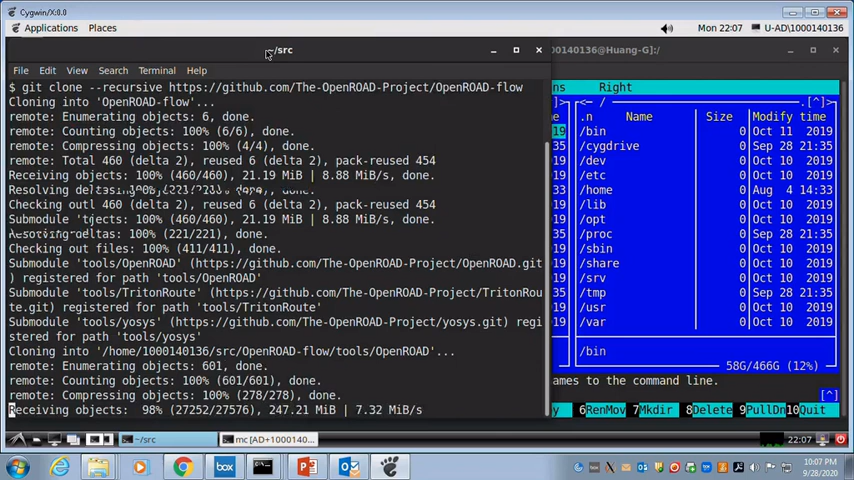 Cygwin/X:0.0
Applications Places
Mon 22:07 U-AD\1000140136
~/src
1000140136@Huang-G]:/
File Edit View Search Terminal Help
$ git clone --recursive https://github.com/The-OpenROAD-Project/OpenROAD-flow
Cloning into 'OpenROAD-flow'...
remote: Enumerating objects: 6, done.
remote: Counting objects: 100% (6/6), done.
remote: Compressing objects: 100% (4/4), done.
remote: Total 460 (delta 2), reused 6 (delta 2), pack-reused 454
Receiving objects: 100% (460/460), 21.19 MiB | 8.88 MiB/s, done.
Checking outl 460 (delta 2), reused 6 (delta 2), pack-reused 454
Submodule 'tjects: 100% (460/460), 21.19 MiB | 8.88 MiB/s, done.
100% (221/221), done.
Checking out files: 100% (411/411), done.
Submodule 'tools/OpenROAD' (https://github.com/The-OpenROAD-Project/OpenROAD.git
) registered for path 'tools/OpenROAD'
Submodule 'tools/TritonRoute' (https://github.com/The-OpenROAD-Project/TritonRou
te.git) registered for path 'tools/TritonRoute'
Submodule 'tools/yosys' (https://github.com/The-OpenROAD-Project/yosys.git) regi
stered for path 'tools/yosys'
Cloning into '/home/1000140136/src/OpenROAD-flow/tools/OpenROAD'...
remote: Enumerating objects: 601, done.
remote: Counting objects: 100% (601/601), done.
remote: Compressing objects: 100% (278/278), done.
Receiving objects: 98% (27252/27576), 247.21 MiB | 7.32 MiB/s
ns Right
/ .[^]>
.n Name Size Modify time
/bin 0 Oct 11 2019
/cygdrive 0 Sep 28 21:35
/dev 0 Oct 10 2019
/etc 0 Oct 10 2019
/home 0 Aug 4 14:33
/lib 0 Oct 10 2019
/opt 0 Oct 10 2019
/proc 0 Sep 28 21:35
/sbin 0 Oct 10 2019
/share 0 Oct 10 2019
/srv 0 Oct 10 2019
/tmp 0 Sep 28 21:35
/usr 0 Oct 10 2019
/var 0 Oct 10 2019
/bin
58G/466G (12%)
ames to the command line.
[^]
y 6RenMov 7Mkdir 8Delete 9PullDn 10Quit
~/src
mc [AD+1000140...
22:07
box
10:07 PM
9/28/2020